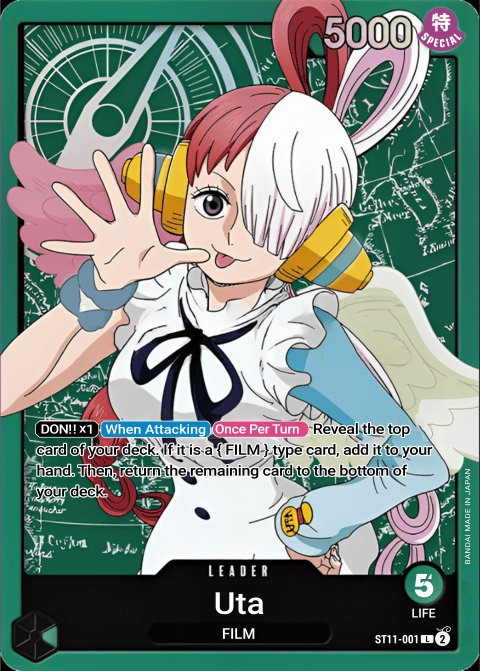 5000
特
SPECIAL
DON!! ×1 When Attacking Once Per Turn Reveal the top
card of your deck. If it is a { FILM } type card, add it to your
hand. Then, return the remaining card to the bottom of
your deck.
V.I.P.
BANDAI MADE IN JAPAN
LEADER
Uta
FILM
5
LIFE
ST11-001 L 2